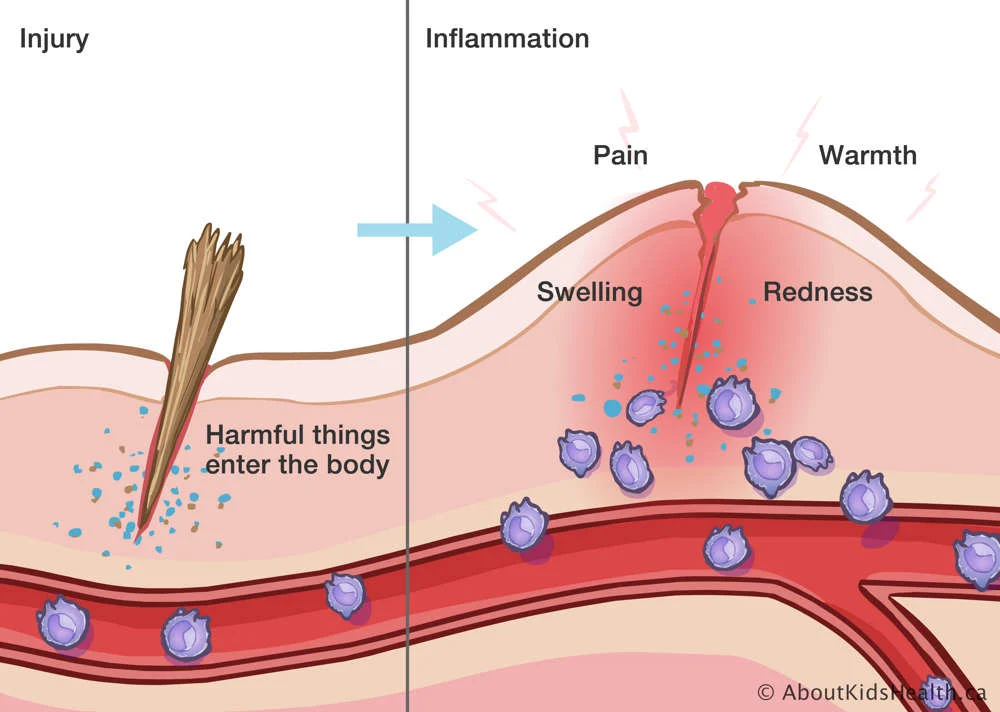 Injury
Inflammation
Pain
Warmth
Swelling
Redness
Harmful things
enter the body
© AboutKidsHealth.ca